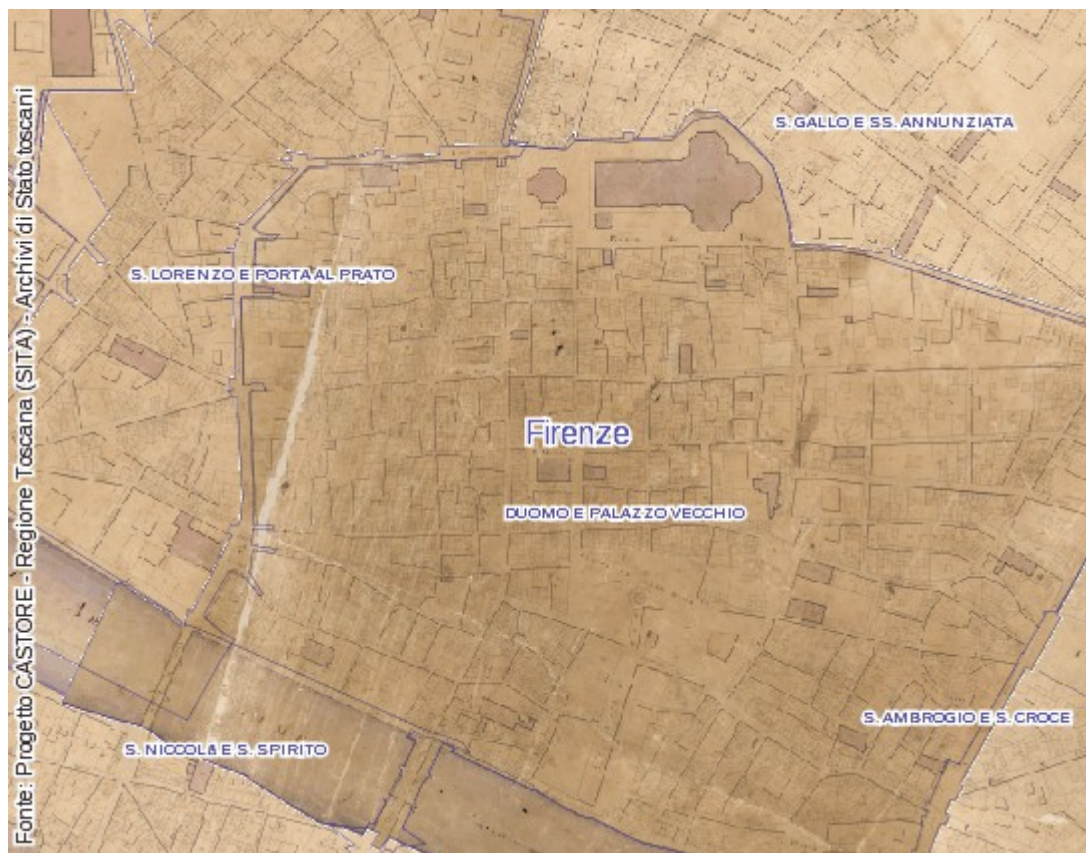 S. GALLO E SS. ANNUNZIATA
S. LORENZO E PORTA AL PRATO
Firenze
DUOMO E PALAZZO VECCHIO
S. AMBROGIO E S. CROCE
S. NICCOLò E S. SPIRITO
Fonte: Progetto CASTORE - Regione Toscana (SITA) - Archivi di Stato toscani